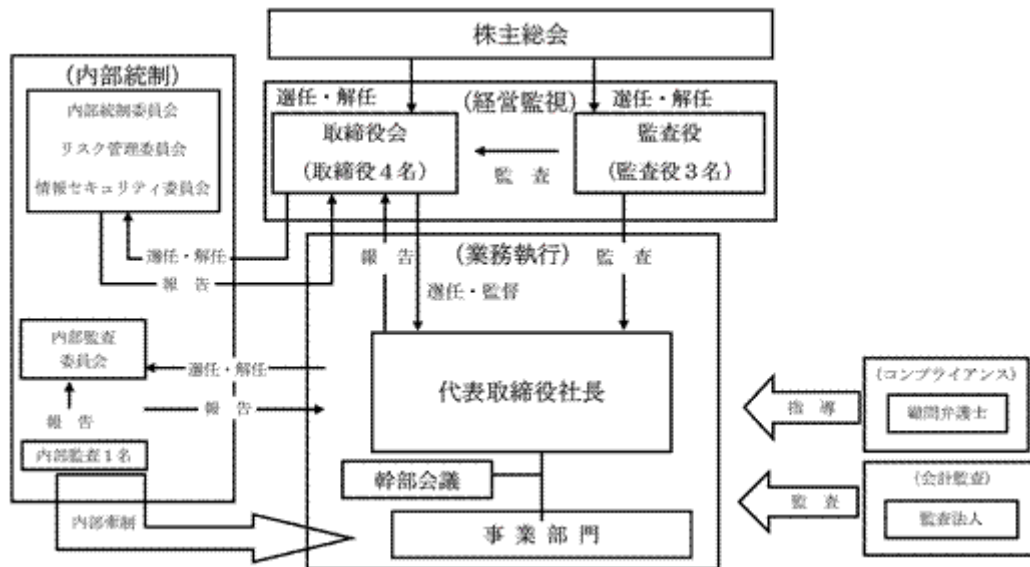 株主総会
(内部統制)
内部統制委員会
リスク管理委員会
情報セキュリティ委員会
選任・解任
(経営監視)
選任・解任
取締役会
(取締役4名)
監 査
監査役
(監査役3名)
選任・解任
報 告
報 告
(業務執行)
監 査
選任・監督
内部監査
委員会
選任・解任
報 告
報 告
内部監査1名
内部牽制
代表取締役社長
幹部会議
事 業 部 門
指 導
(コンプライアンス)
顧問弁護士
監 査
(会計監査)
監査法人